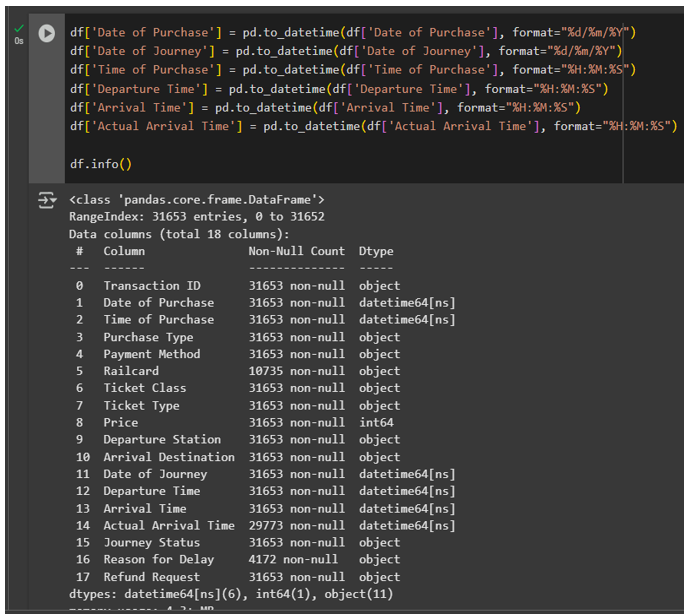 df['Date of Purchase'] = pd.to_datetime(df['Date of Purchase'], format="%d/%m/%Y")
0s
df['Date of Journey'] = pd.to_datetime(df['Date of Journey'], format="%d/%m/%Y")
df['Time of Purchase'] = pd.to_datetime(df['Time of Purchase'], format="%H:%M:%S")
df['Departure Time'] = pd.to_datetime(df['Departure Time'], format="%H:%M:%S")
df['Arrival Time'] = pd.to_datetime(df['Arrival Time'], format="%H:%M:%S")
df['Actual Arrival Time'] = pd.to_datetime(df['Actual Arrival Time'], format="%H:%M:%S")
df.info()
<class 'pandas.core.frame.DataFrame'>
RangeIndex: 31653 entries, 0 to 31652
Data columns (total 18 columns):
# Column Non-Null Count Dtype
--- ------ -------------- -----
0 Transaction ID 31653 non-null object
1 Date of Purchase 31653 non-null datetime64[ns]
2 Time of Purchase 31653 non-null datetime64[ns]
3 Purchase Type 31653 non-null object
4 Payment Method 31653 non-null object
5 Railcard 10735 non-null object
6 Ticket Class 31653 non-null object
7 Ticket Type 31653 non-null object
8 Price 31653 non-null int64
9 Departure Station 31653 non-null object
10 Arrival Destination 31653 non-null object
11 Date of Journey 31653 non-null datetime64[ns]
12 Departure Time 31653 non-null datetime64[ns]
13 Arrival Time 31653 non-null datetime64[ns]
14 Actual Arrival Time 29773 non-null datetime64[ns]
15 Journey Status 31653 non-null object
16 Reason for Delay 4172 non-null object
17 Refund Request 31653 non-null object
dtypes: datetime64[ns](6), int64(1), object(11)